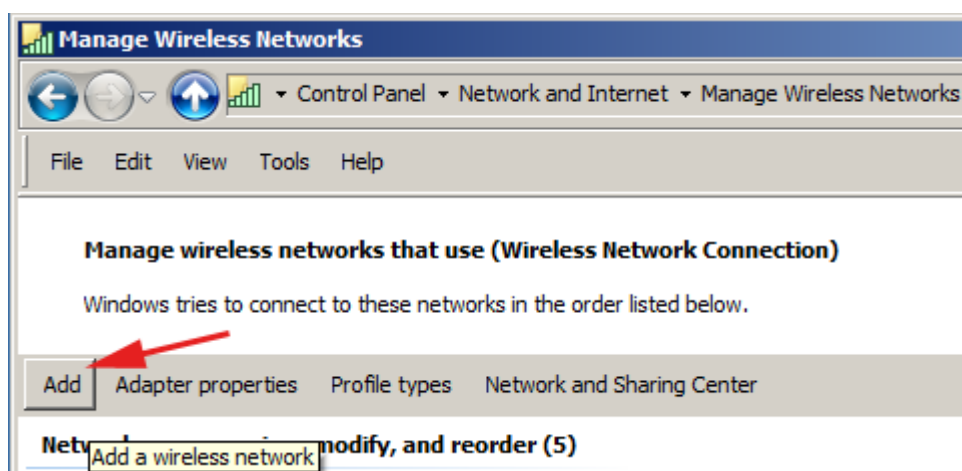 Manage Wireless Networks
Control Panel Network and Internet Manage Wireless Networks
File Edit View Tools Help
Manage wireless networks that use (Wireless Network Connection)
Windows tries to connect to these networks in the order listed below.
Add Adapter properties Profile types Network and Sharing Center
modify, and reorder (5)
Add a wireless network